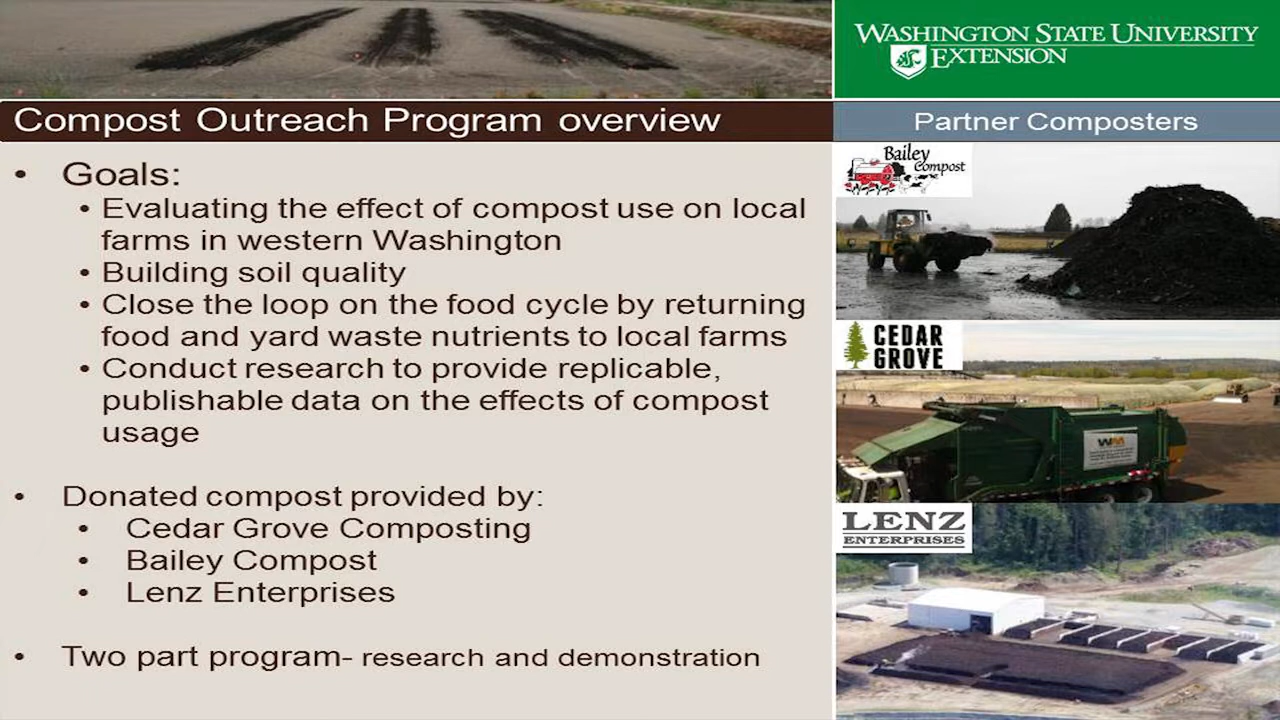 WASHINGTON STATE UNIVERSITY
EXTENSION
Compost Outreach Program overview
Partner Composters
• Goals:
• Evaluating the effect of compost use on local
farms in western Washington
• Building soil quality
• Close the loop on the food cycle by returning
food and yard waste nutrients to local farms
• Conduct research to provide replicable,
publishable data on the effects of compost
usage
• Donated compost provided by:
• Cedar Grove Composting
• Bailey Compost
• Lenz Enterprises
• Two part program- research and demonstration
Bailey
Compost
CEDAR
GROVE
WM
LENZ
ENTERPRISES